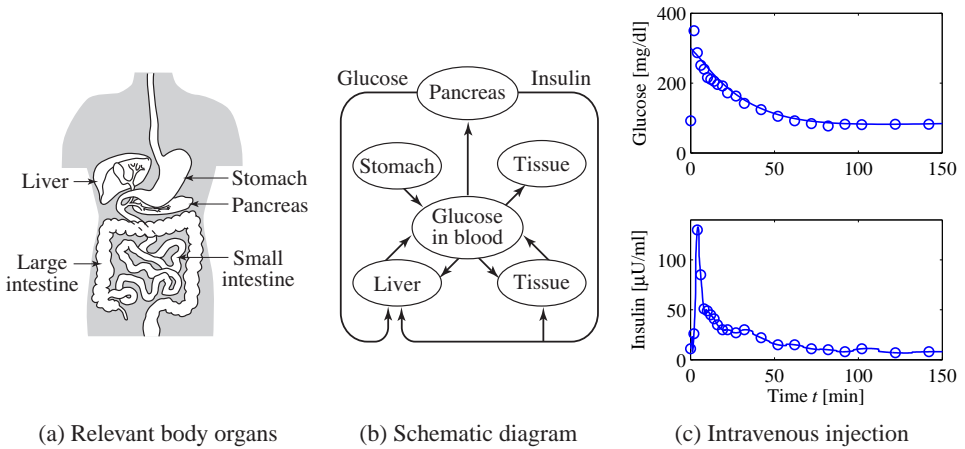 Liver
Stomach
Pancreas
Large
intestine
Small
intestine
(a) Relevant body organs
Glucose
Insulin
Pancreas
Stomach
Tissue
Glucose
in blood
Liver
Tissue
(b) Schematic diagram
Glucose [mg/dl]
400
200
0
0
50
100
150
Insulin [µU/ml]
100
50
0
0
50
100
150
Time t [min]
(c) Intravenous injection